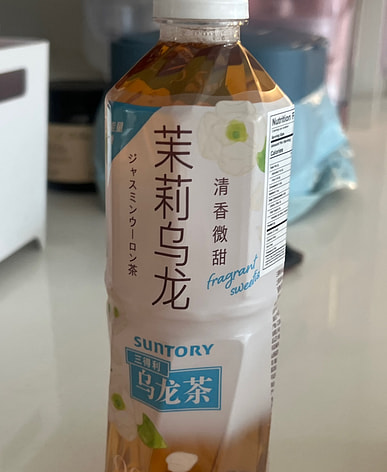 茉莉乌龙
ジャスミンウーロン茶
清香微甜
fragrant
SUNTORY
三得利
乌龙茶
Nutrition
Calories